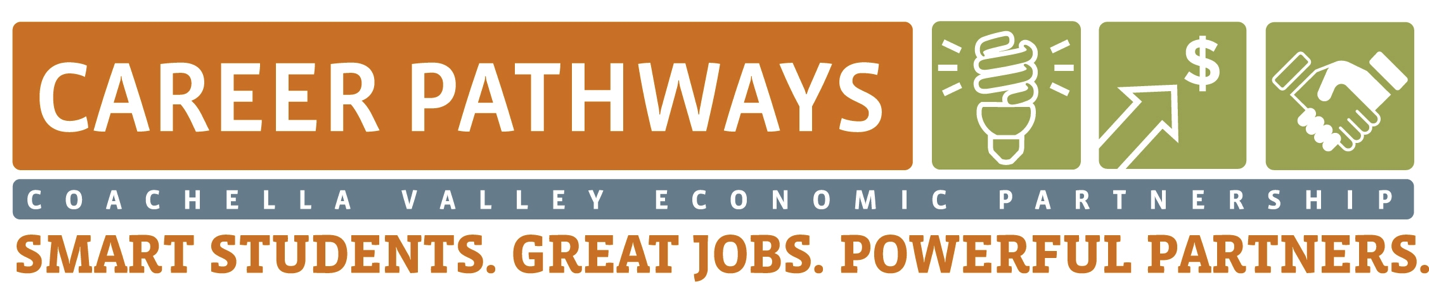 CAREER PATHWAYS
$
COACHELLA VALLEY ECONOMIC PARTNERSHIP
SMART STUDENTS. GREAT JOBS. POWERFUL PARTNERS.